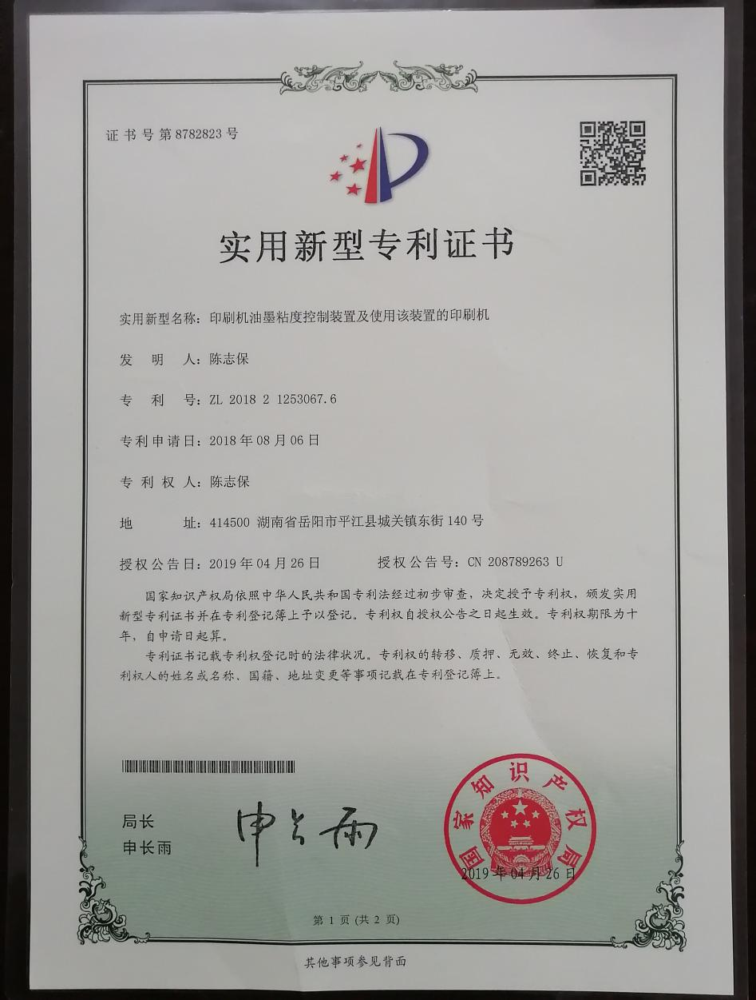 证书号第8782823号
实用新型专利证书
实用新型名称：印刷机油墨粘度控制装置及使用该装置的印刷机
发明人：陈志保
专利号：ZL 2018 2 1253067.6
专利申请日：2018年08月06日
专利权人：陈志保
地址：414500 湖南省岳阳市平江县城关镇东街140号
授权公告日：2019年04月26日 授权公告号：CN 208789263 U
国家知识产权局依照中华人民共和国专利法经过初步审查，决定授予专利权，颁发实用
新型专利证书并在专利登记簿上予以登记。专利权自授权公告之日起生效。专利权期限为十
年，自申请日起算。
专利证书记载专利权登记时的法律状况。专利权的转移、质押、无效、终止、恢复和专
利权人的姓名或名称、国籍、地址变更等事项记载在专利登记簿上。
局长
申长雨
申长雨
国家知识产权局
2019年04月26日
第 1 页 (共 2 页)
其他事项参见背面